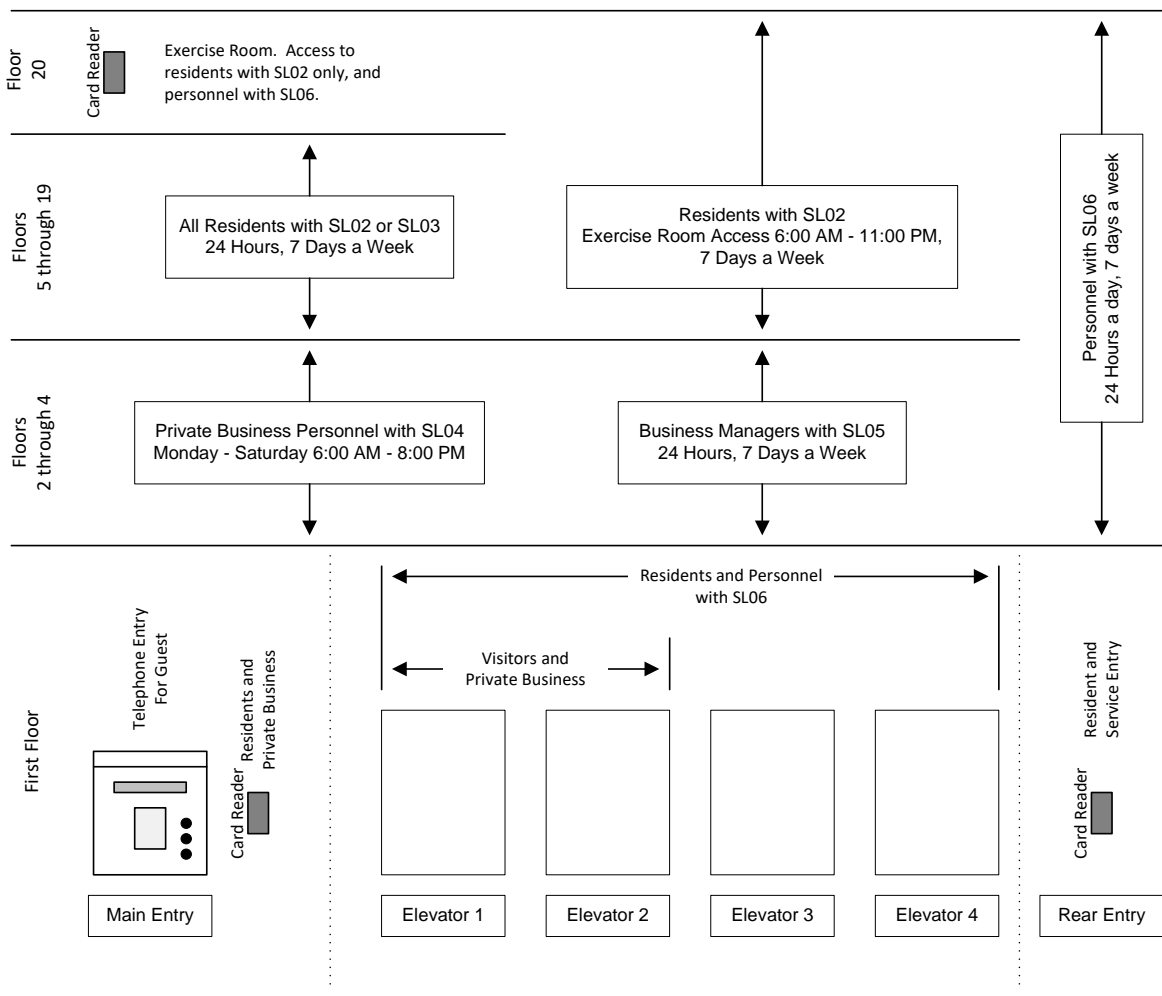 Floor
20
Card Reader
Exercise Room. Access to
residents with SL02 only, and
personnel with SL06.
Floors
5 through 19
All Residents with SL02 or SL03
24 Hours, 7 Days a Week
Residents with SL02
Exercise Room Access 6:00 AM - 11:00 PM,
7 Days a Week
Personnel with SL06
24 Hours a day, 7 days a week
Floors
2 through 4
Private Business Personnel with SL04
Monday - Saturday 6:00 AM - 8:00 PM
Business Managers with SL05
24 Hours, 7 Days a Week
First Floor
Telephone Entry
For Guest
Card Reader
Residents and
Private Business
Residents and Personnel
with SL06
Visitors and
Private Business
Resident and
Service Entry
Card Reader
Main Entry
Elevator 1
Elevator 2
Elevator 3
Elevator 4
Rear Entry